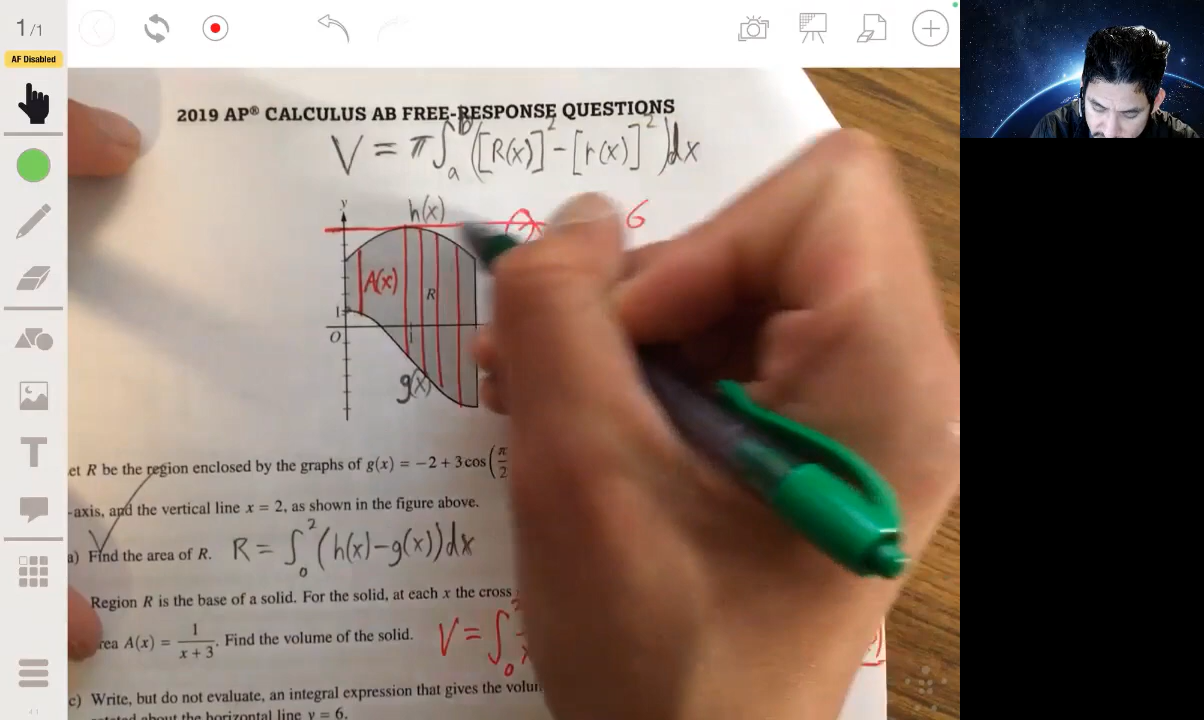 1/1
AF Disabled
2019 AP® CALCULUS AB FREE-RESPONSE QUESTIONS
V = π∫ₐᵇ([R(x)]² − [r(x)]²)dx
y
h(x)
6
A(x)
R
1
O
1
g(x)
et R be the region enclosed by the graphs of g(x) = −2 + 3 cos(π/2
-axis, and the vertical line x = 2, as shown in the figure above.
a) Find the area of R. R = ∫₀² (h(x)−g(x))dx
Region R is the base of a solid. For the solid, at each x the cross
rea A(x) = 1/(x + 3). Find the volume of the solid. V = ∫₀
c) Write, but do not evaluate, an integral expression that gives the volu
rotated about the horizontal line y = 6.
T